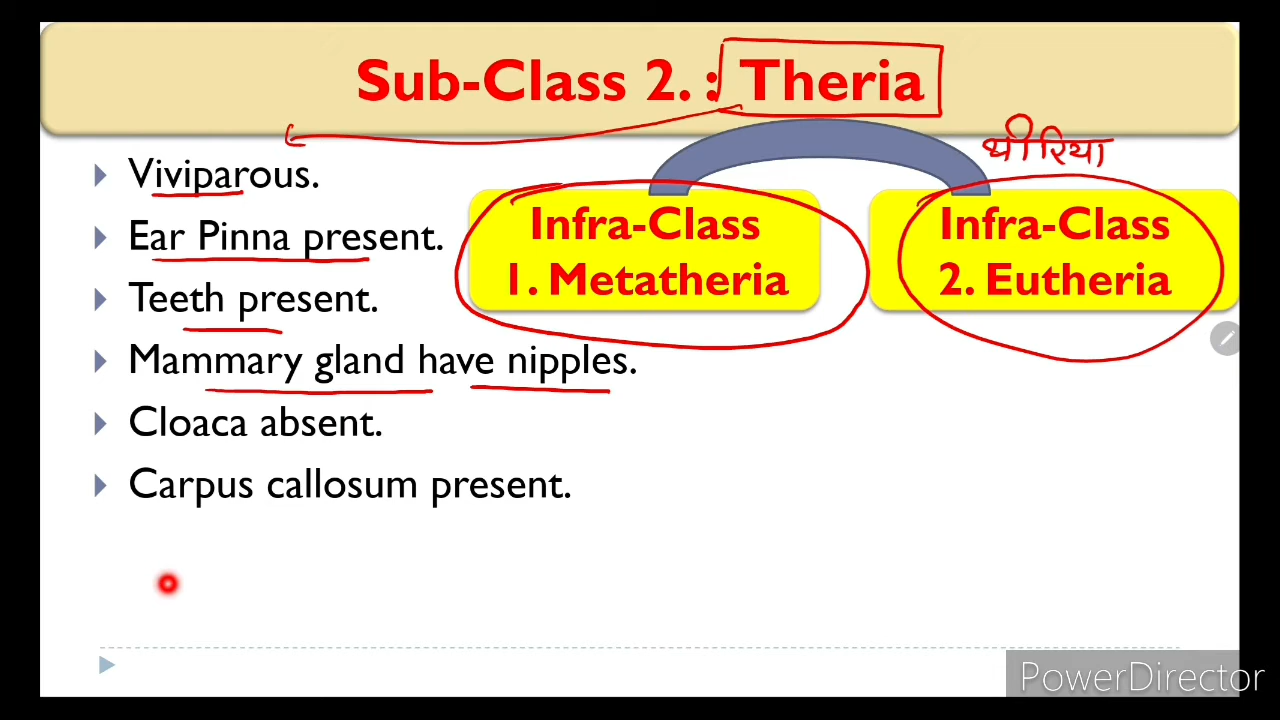 Sub-Class 2. : Theria
थीरिया
Viviparous.
Ear Pinna present.
Teeth present.
Mammary gland have nipples.
Cloaca absent.
Carpus callosum present.
Infra-Class
1. Metatheria
Infra-Class
2. Eutheria
PowerDirector